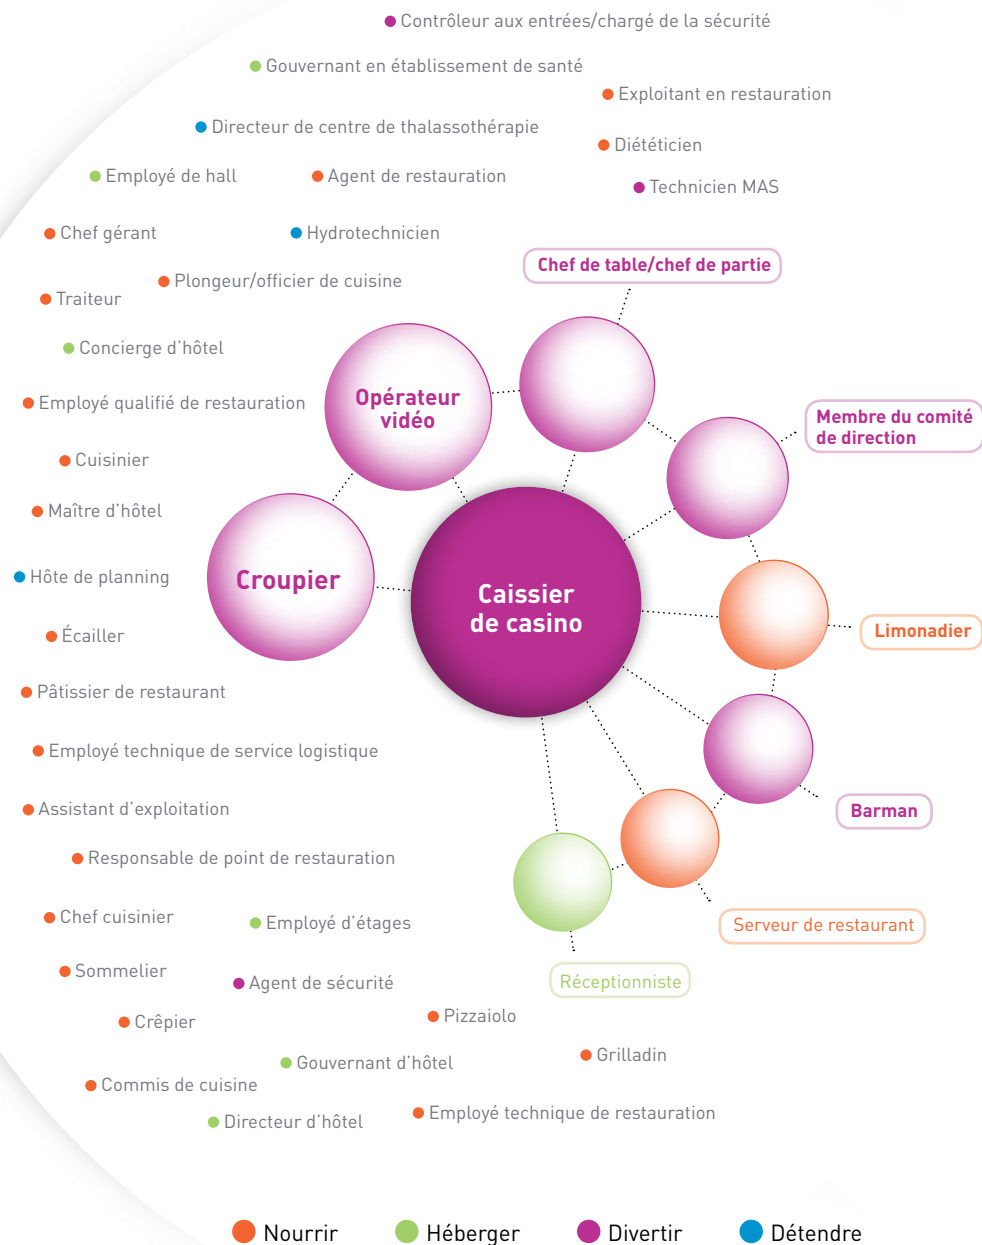 Contrôleur aux entrées/chargé de la sécurité
Gouvernant en établissement de santé
Exploitant en restauration
Directeur de centre de thalassothérapie
Diététicien
Employé de hall
Agent de restauration
Technicien MAS
Chef gérant
Hydrotechnicien
Chef de table/chef de partie
Plongeur/officier de cuisine
Traiteur
Concierge d'hôtel
Opérateur
vidéo
Employé qualifié de restauration
Membre du comité
de direction
Cuisinier
Maître d'hôtel
Hôte de planning
Croupier
Caissier
de casino
Écailler
Limonadier
Pâtissier de restaurant
Employé technique de service logistique
Assistant d'exploitation
Barman
Responsable de point de restauration
Chef cuisinier
Employé d'étages
Serveur de restaurant
Sommelier
Agent de sécurité
Réceptionniste
Crêpier
Pizzaiolo
Gouvernant d'hôtel
Grilladin
Commis de cuisine
Directeur d'hôtel
Employé technique de restauration
Nourrir
Héberger
Divertir
Détendre